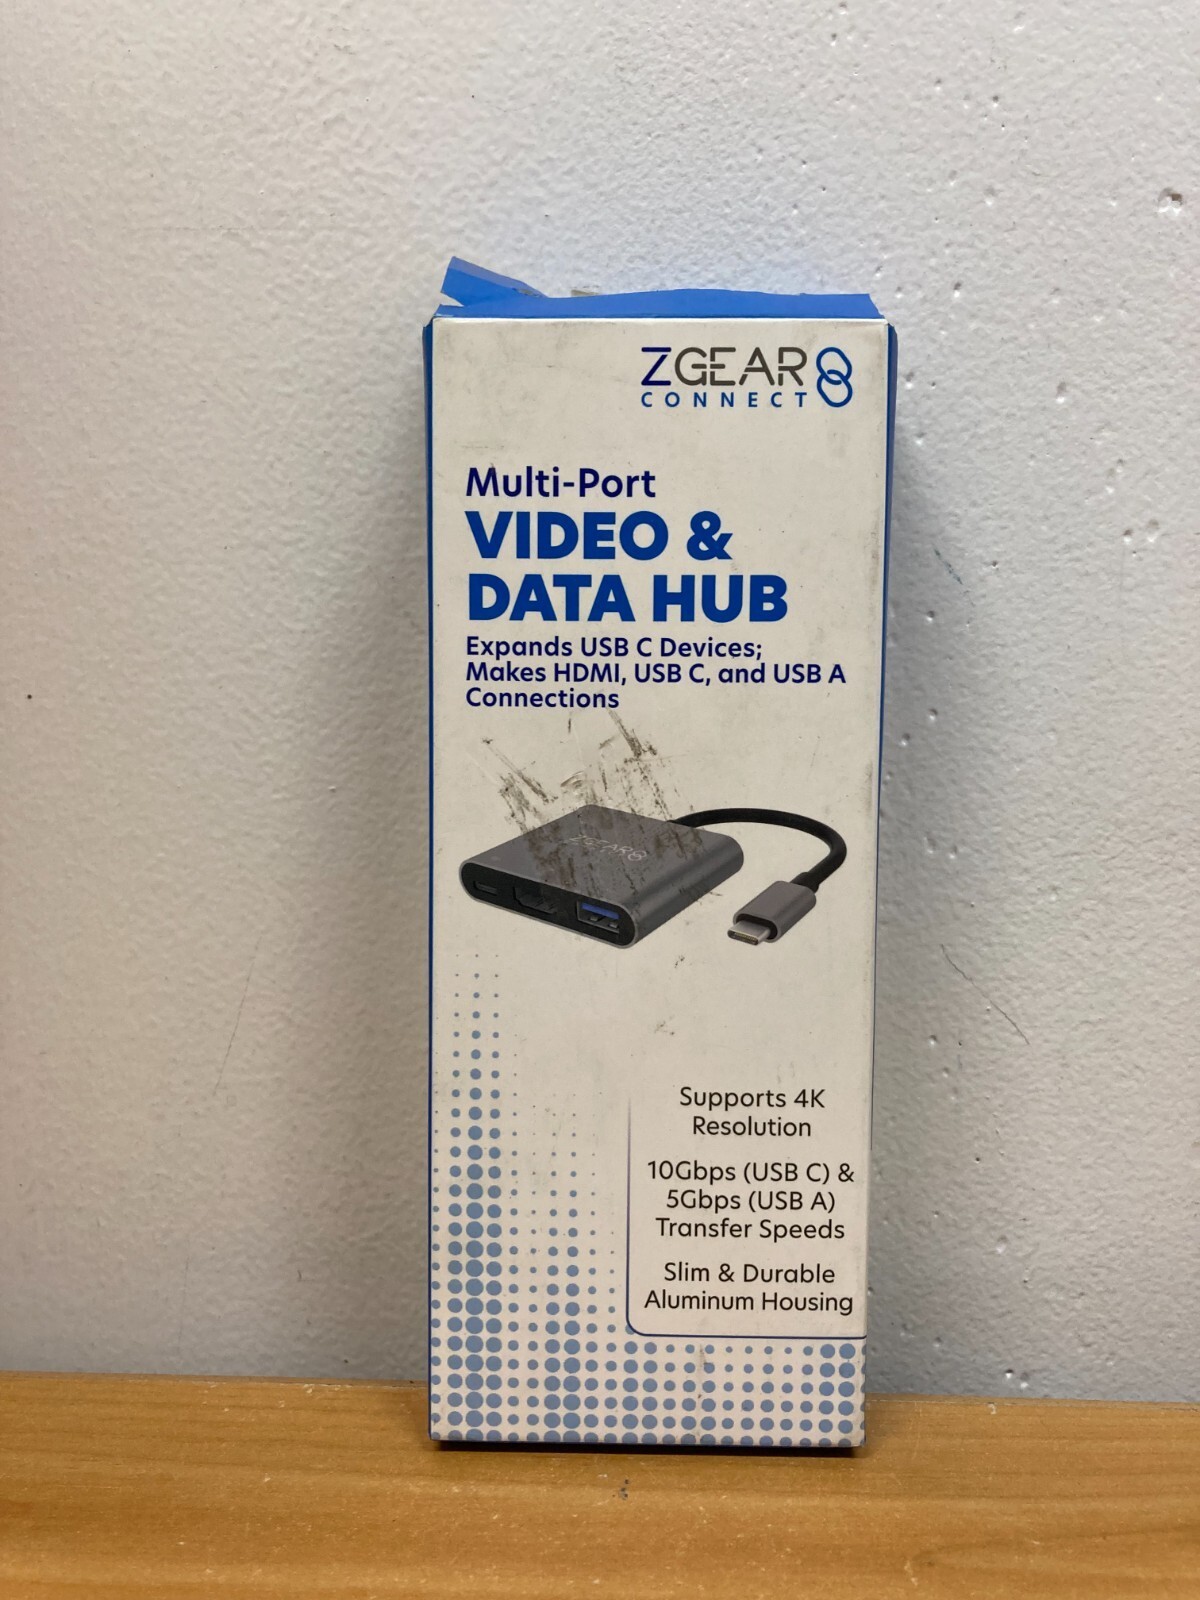 ZGEAR
CONNECT
Multi-Port
VIDEO &
DATA HUB
Expands USB C Devices;
Makes HDMI, USB C, and USB A
Connections
ZGEAR
Supports 4K
Resolution
10Gbps (USB C) &
5Gbps (USB A)
Transfer Speeds
Slim & Durable
Aluminum Housing